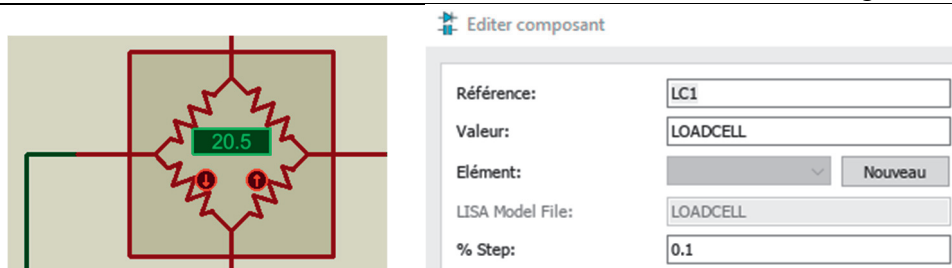 20.5
Editer composant
Référence:
LC1
Valeur:
LOADCELL
Elément:
Nouveau
LISA Model File:
LOADCELL
% Step:
0.1